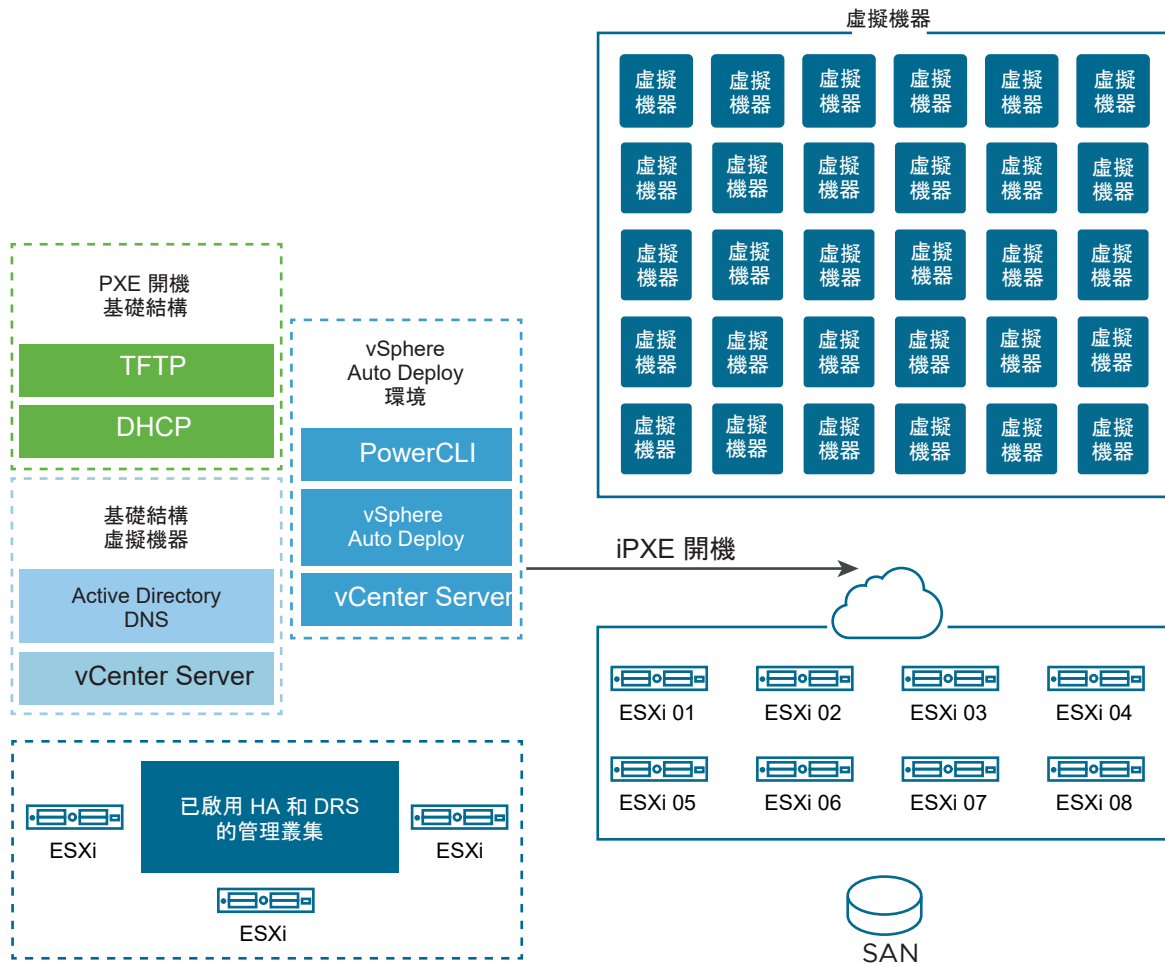 虛擬機器
虛擬
機器
虛擬
機器
虛擬
機器
虛擬
機器
虛擬
機器
虛擬
機器
虛擬
機器
虛擬
機器
虛擬
機器
虛擬
機器
虛擬
機器
虛擬
機器
虛擬
機器
虛擬
機器
虛擬
機器
虛擬
機器
虛擬
機器
虛擬
機器
虛擬
機器
虛擬
機器
虛擬
機器
虛擬
機器
虛擬
機器
虛擬
機器
虛擬
機器
虛擬
機器
虛擬
機器
虛擬
機器
虛擬
機器
虛擬
機器
PXE 開機
基礎結構
TFTP
DHCP
vSphere
Auto Deploy
環境
PowerCLI
vSphere
Auto Deploy
vCenter Server
基礎結構
虛擬機器
Active Directory
DNS
vCenter Server
iPXE 開機
ESXi 01
ESXi 02
ESXi 03
ESXi 04
ESXi 05
ESXi 06
ESXi 07
ESXi 08
已啟用 HA 和 DRS
的管理叢集
ESXi
ESXi
ESXi
SAN